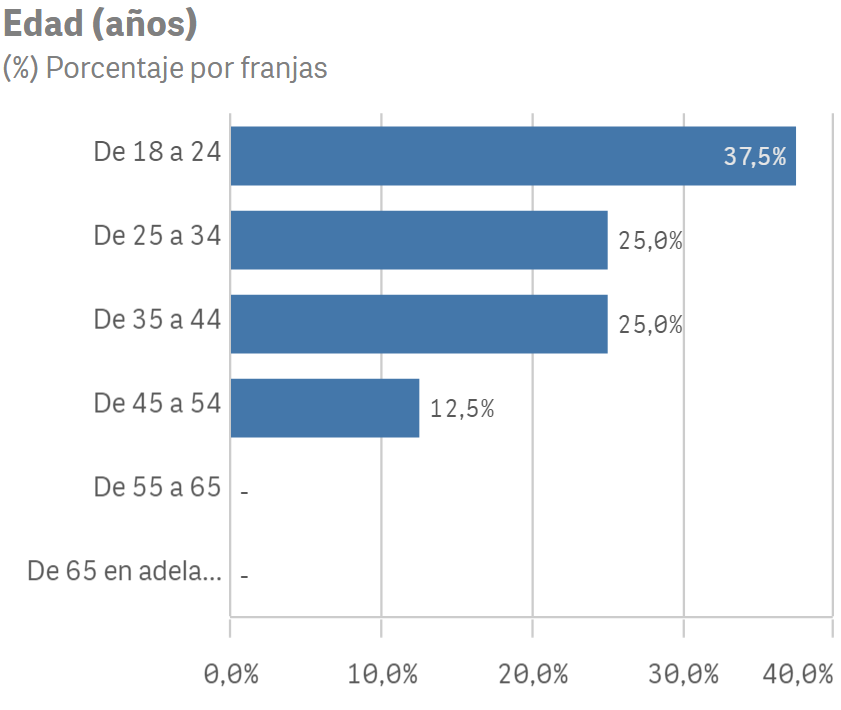 Edad (años)
(%) Porcentaje por franjas
De 18 a 24
37,5%
De 25 a 34
25,0%
De 35 a 44
25,0%
De 45 a 54
12,5%
De 55 a 65
-
De 65 en adela...
-
0,0% 10,0% 20,0% 30,0% 40,0%